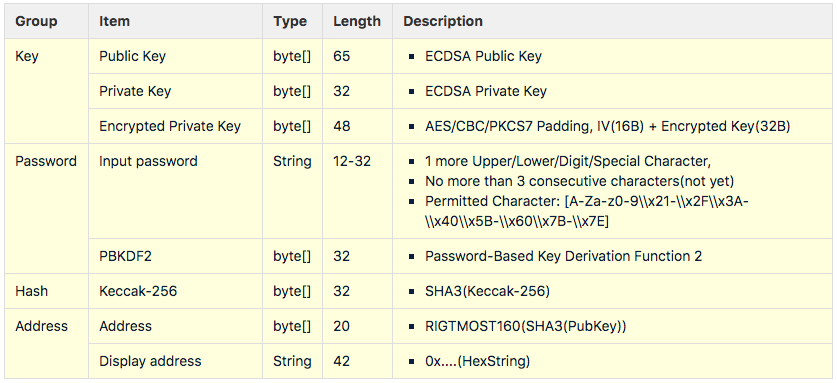 Group Item Type Length Description
Key Public Key byte[] 65 ▪ ECDSA Public Key
Private Key byte[] 32 ▪ ECDSA Private Key
Encrypted Private Key byte[] 48 ▪ AES/CBC/PKCS7 Padding, IV(16B) + Encrypted Key(32B)
Password Input password String 12-32 ▪ 1 more Upper/Lower/Digit/Special Character,
▪ No more than 3 consecutive characters(not yet)
▪ Permitted Character: [A-Za-z0-9\\x21-\\x2F\\x3A-
\\x40\\x5B-\\x60\\x7B-\\x7E]
PBKDF2 byte[] 32 ▪ Password-Based Key Derivation Function 2
Hash Keccak-256 byte[] 32 ▪ SHA3(Keccak-256)
Address Address byte[] 20 ▪ RIGTMOST160(SHA3(PubKey))
Display address String 42 ▪ 0x....(HexString)